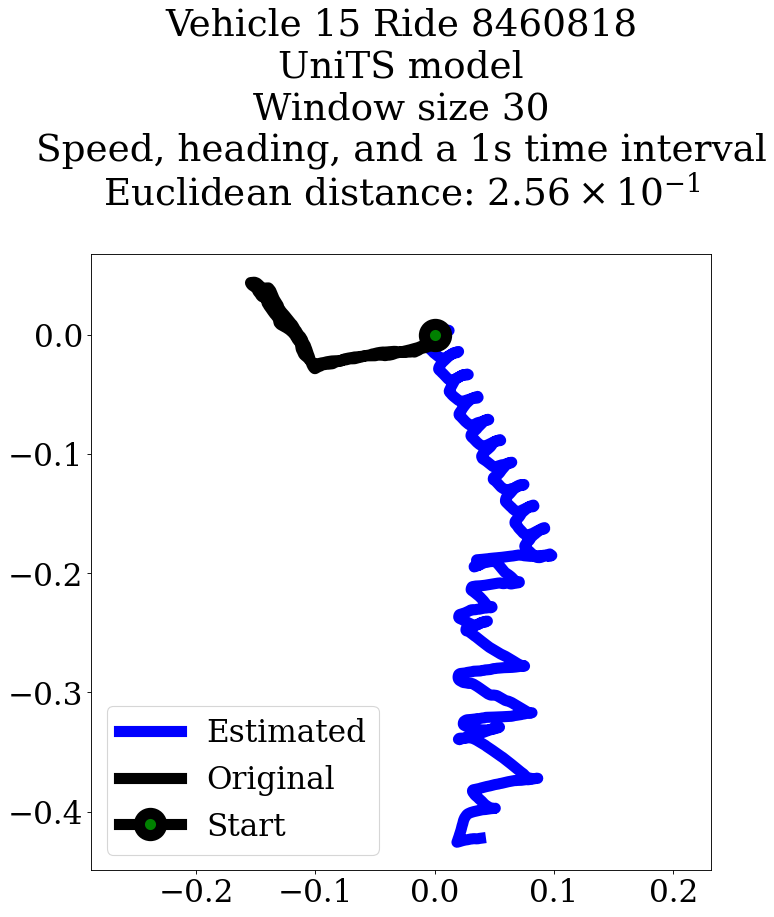 Vehicle 15 Ride 8460818
UniTS model
Window size 30
Speed, heading, and a 1s time interval
Euclidean distance: 2.56 × 10⁻¹
0.0
−0.1
−0.2
−0.3
−0.4
Estimated
Original
Start
−0.2 −0.1 0.0 0.1 0.2